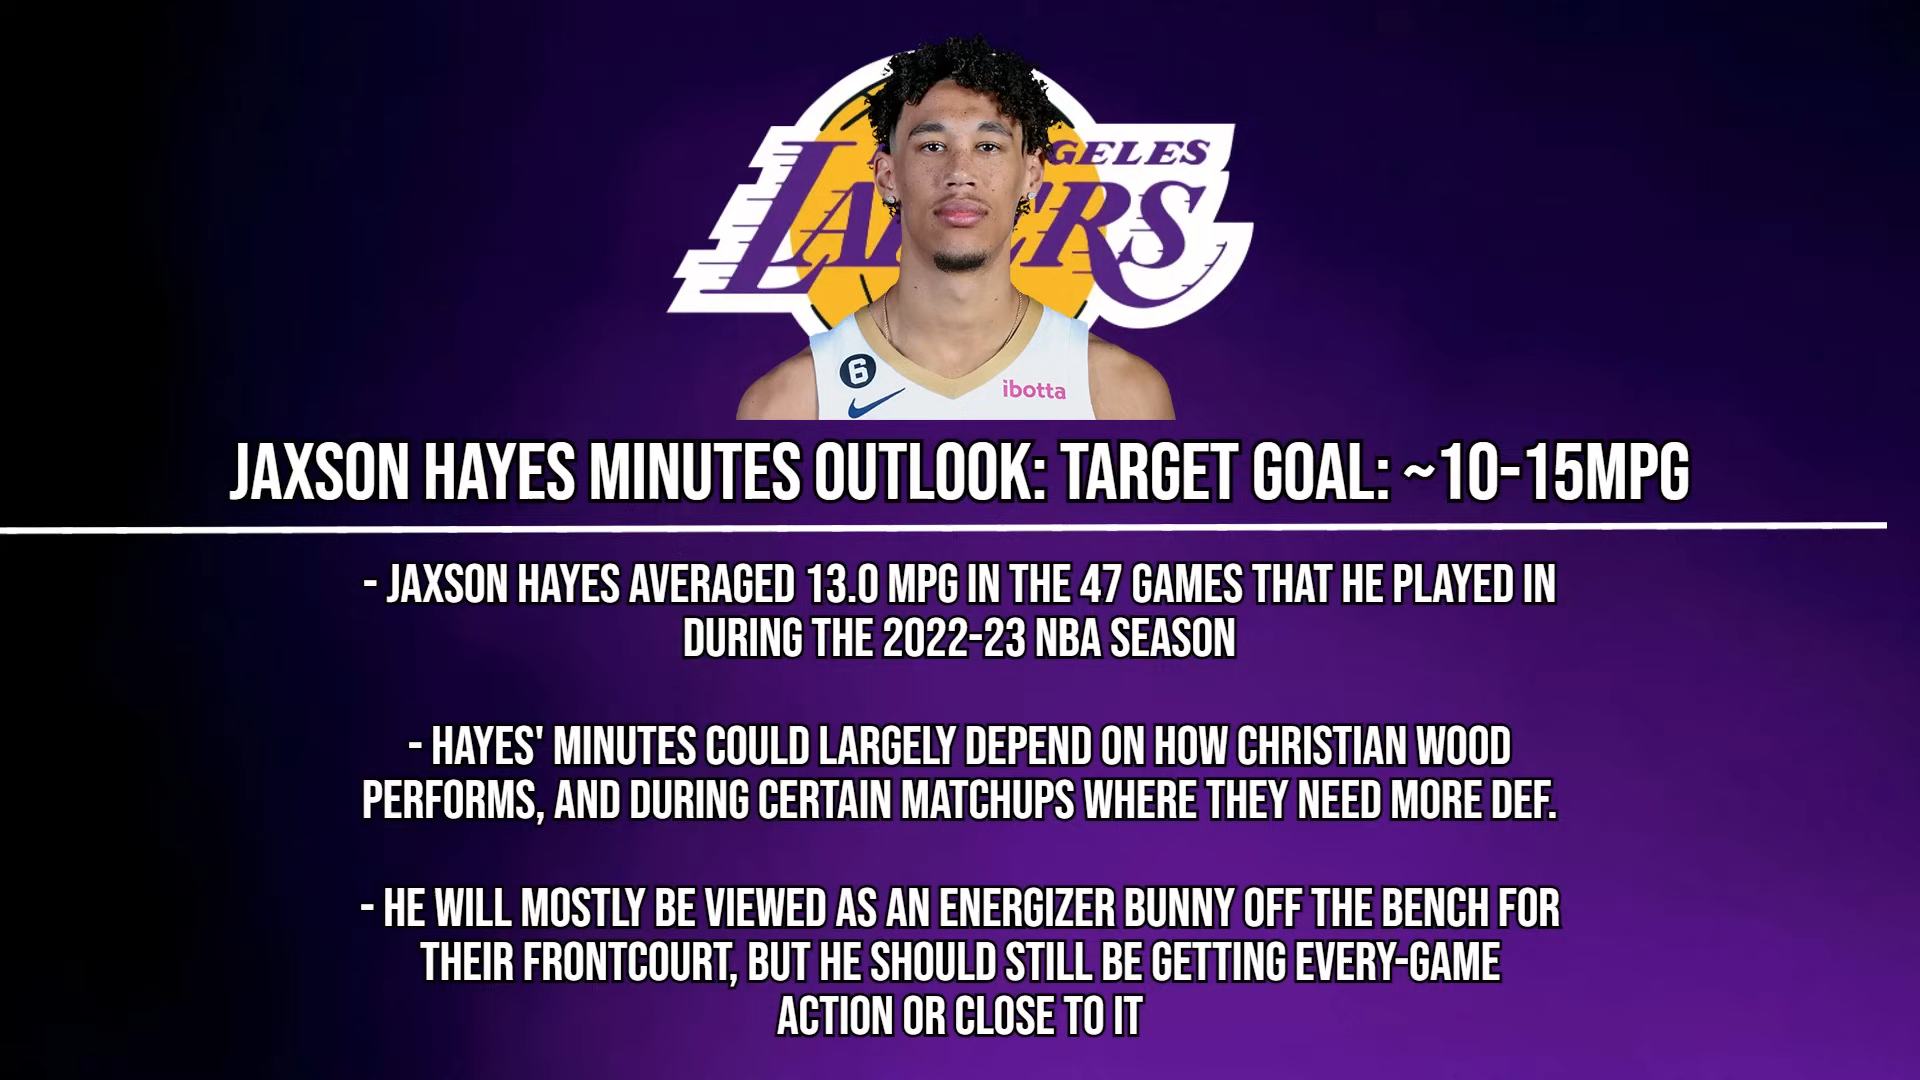 GELES
LAKERS
6
ibotta
JAXSON HAYES MINUTES OUTLOOK: TARGET GOAL: ~10-15MPG
- JAXSON HAYES AVERAGED 13.0 MPG IN THE 47 GAMES THAT HE PLAYED IN
DURING THE 2022-23 NBA SEASON
- HAYES' MINUTES COULD LARGELY DEPEND ON HOW CHRISTIAN WOOD
PERFORMS, AND DURING CERTAIN MATCHUPS WHERE THEY NEED MORE DEF.
- HE WILL MOSTLY BE VIEWED AS AN ENERGIZER BUNNY OFF THE BENCH FOR
THEIR FRONTCOURT, BUT HE SHOULD STILL BE GETTING EVERY-GAME
ACTION OR CLOSE TO IT